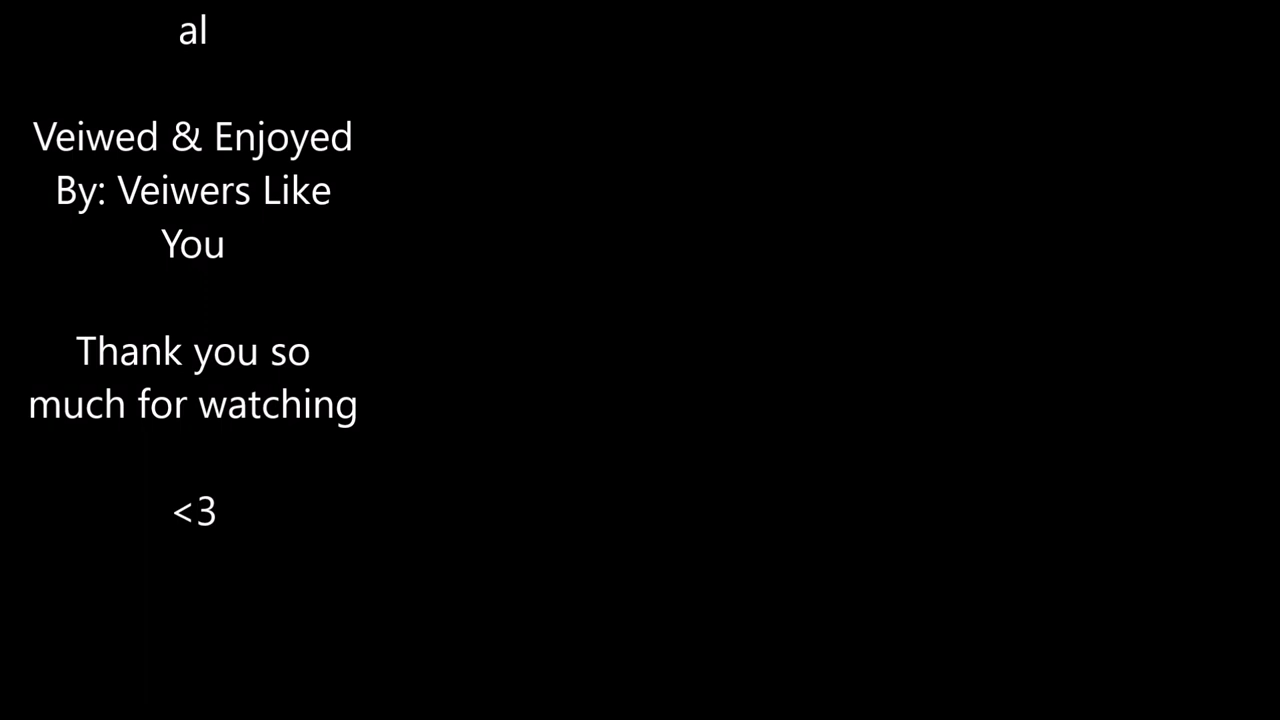 al
Veiwed & Enjoyed
By: Veiwers Like
You
Thank you so
much for watching
<3